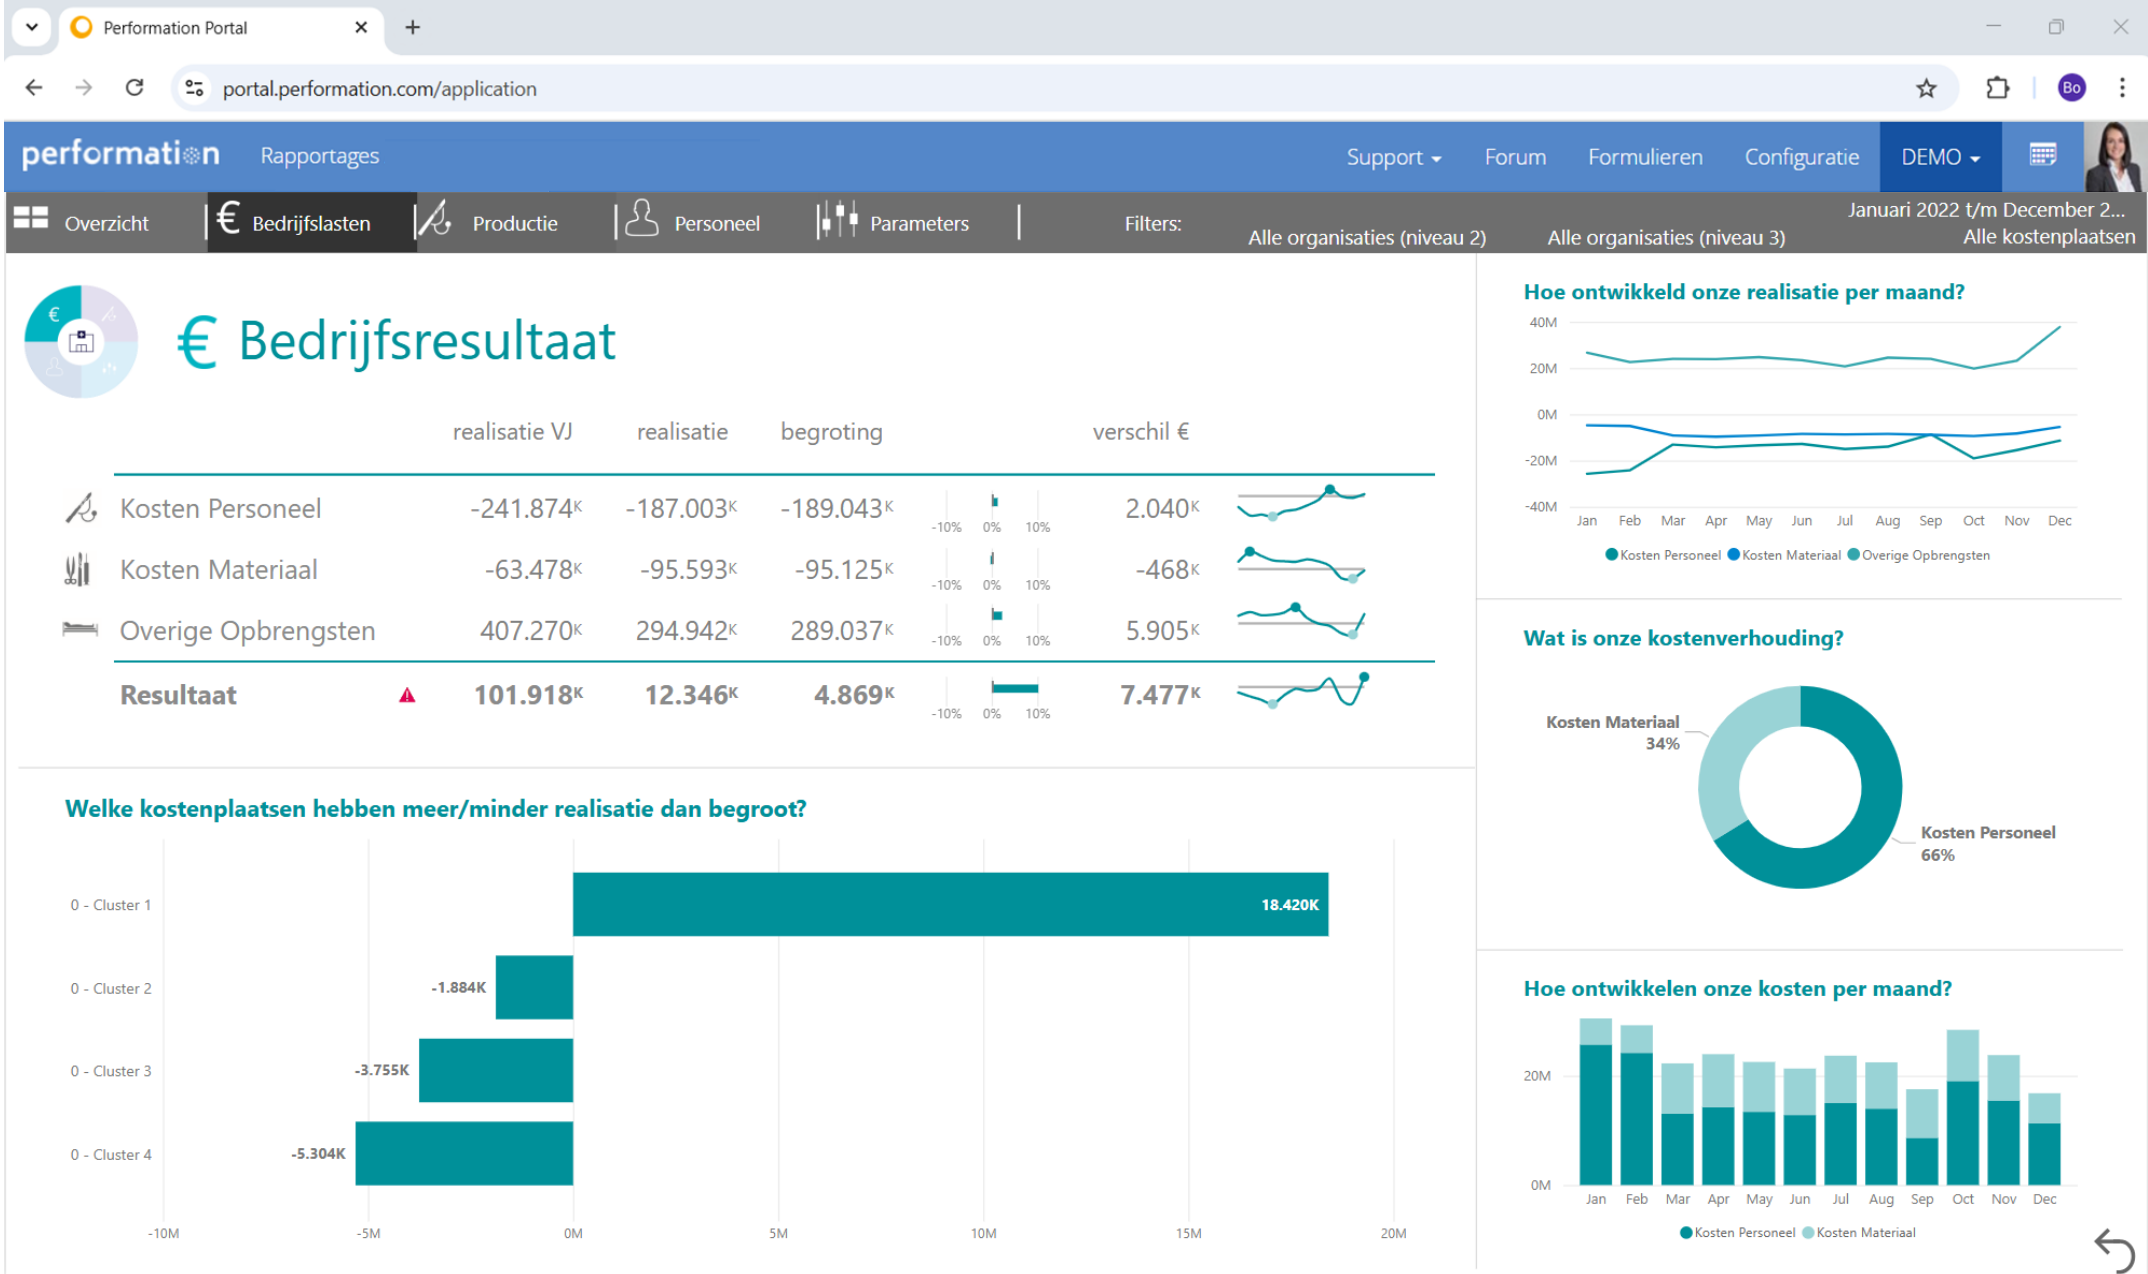 Performation Portal
portal.performation.com/application
Bo
performation
Rapportages
Support
Forum
Formulieren
Configuratie
DEMO
Overzicht
€ Bedrijfslasten
Productie
Personeel
Parameters
Filters:
Alle organisaties (niveau 2)
Alle organisaties (niveau 3)
Januari 2022 t/m December 2...
Alle kostenplaatsen
€
€ Bedrijfsresultaat
realisatie VJ realisatie begroting verschil €
Kosten Personeel -241.874K -187.003K -189.043K 2.040K
-10% 0% 10%
Kosten Materiaal -63.478K -95.593K -95.125K -468K
-10% 0% 10%
Overige Opbrengsten 407.270K 294.942K 289.037K 5.905K
-10% 0% 10%
Resultaat 101.918K 12.346K 4.869K 7.477K
-10% 0% 10%
Welke kostenplaatsen hebben meer/minder realisatie dan begroot?
0 - Cluster 1 18.420K
0 - Cluster 2 -1.884K
0 - Cluster 3 -3.755K
0 - Cluster 4 -5.304K
-10M -5M 0M 5M 10M 15M 20M
Hoe ontwikkeld onze realisatie per maand?
40M
20M
0M
-20M
-40M
Jan Feb Mar Apr May Jun Jul Aug Sep Oct Nov Dec
Kosten Personeel Kosten Materiaal Overige Opbrengsten
Wat is onze kostenverhouding?
Kosten Materiaal
34%
Kosten Personeel
66%
Hoe ontwikkelen onze kosten per maand?
20M
0M
Jan Feb Mar Apr May Jun Jul Aug Sep Oct Nov Dec
Kosten Personeel Kosten Materiaal